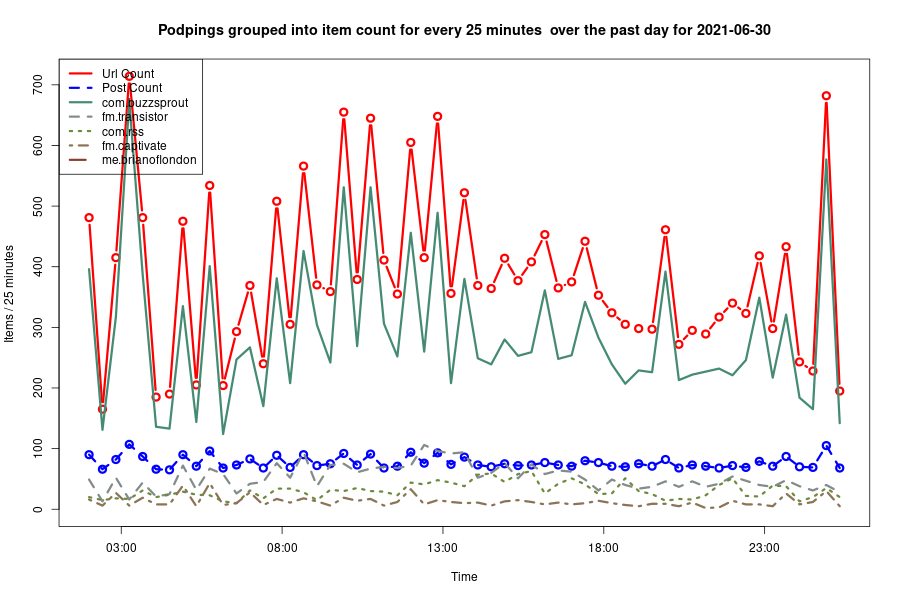 Podpings grouped into item count for every 25 minutes  over the past day for 2021-06-30
Url Count
Post Count
com.buzzsprout
fm.transistor
com.rss
fm.captivate
me.brianoflondon
700
600
500
400
300
200
100
0
Items / 25 minutes
03:00 08:00 13:00 18:00 23:00
Time